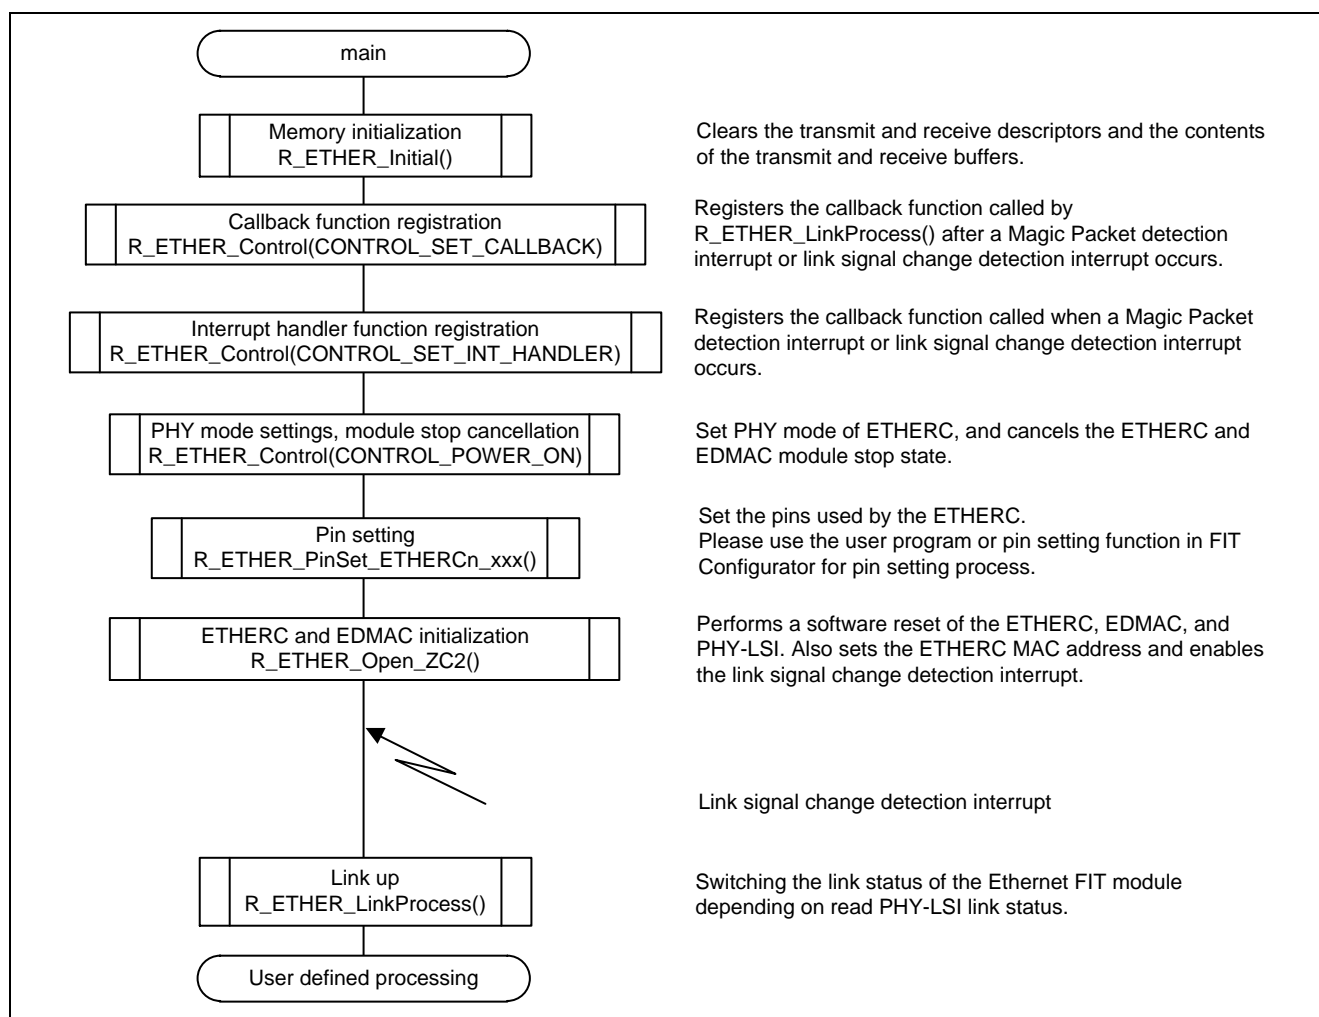 main
Memory initialization
R_ETHER_Initial()
Clears the transmit and receive descriptors and the contents
of the transmit and receive buffers.
Callback function registration
R_ETHER_Control(CONTROL_SET_CALLBACK)
Registers the callback function called by
R_ETHER_LinkProcess() after a Magic Packet detection
interrupt or link signal change detection interrupt occurs.
Interrupt handler function registration
R_ETHER_Control(CONTROL_SET_INT_HANDLER)
Registers the callback function called when a Magic Packet
detection interrupt or link signal change detection interrupt
occurs.
PHY mode settings, module stop cancellation
R_ETHER_Control(CONTROL_POWER_ON)
Set PHY mode of ETHERC, and cancels the ETHERC and
EDMAC module stop state.
Pin setting
R_ETHER_PinSet_ETHERCn_xxx()
Set the pins used by the ETHERC.
Please use the user program or pin setting function in FIT
Configurator for pin setting process.
ETHERC and EDMAC initialization
R_ETHER_Open_ZC2()
Performs a software reset of the ETHERC, EDMAC, and
PHY-LSI. Also sets the ETHERC MAC address and enables
the link signal change detection interrupt.
Link signal change detection interrupt
Link up
R_ETHER_LinkProcess()
Switching the link status of the Ethernet FIT module
depending on read PHY-LSI link status.
User defined processing